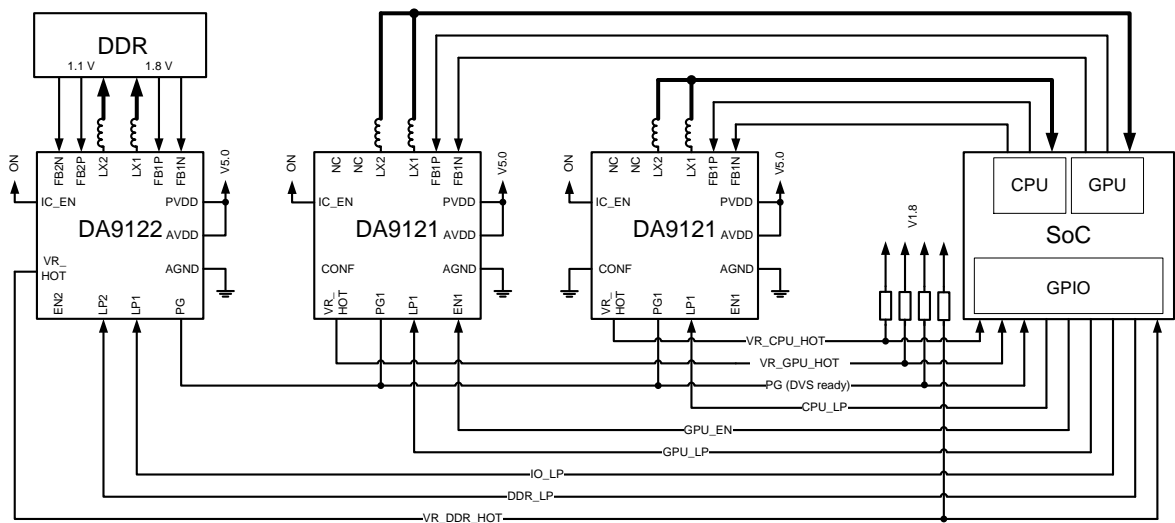 DDR
1.1 V 1.8 V
FB2N FB2P LX2 LX1 FB1P FB1N
ON
V5.0
IC_EN
PVDD
DA9122
AVDD
VR_
HOT
AGND
EN2 LP2 LP1 PG
NC NC LX2 LX1 FB1P FB1N
ON
V5.0
IC_EN
PVDD
DA9121
AVDD
CONF
AGND
VR_
HOT
PG1 LP1 EN1
NC NC LX2 LX1 FB1P FB1N
ON
V5.0
IC_EN
PVDD
DA9121
AVDD
CONF
AGND
VR_
HOT
PG1 LP1 EN1
V1.8
CPU GPU
SoC
GPIO
VR_CPU_HOT
VR_GPU_HOT
PG (DVS ready)
CPU_LP
GPU_EN
GPU_LP
IO_LP
DDR_LP
VR_DDR_HOT